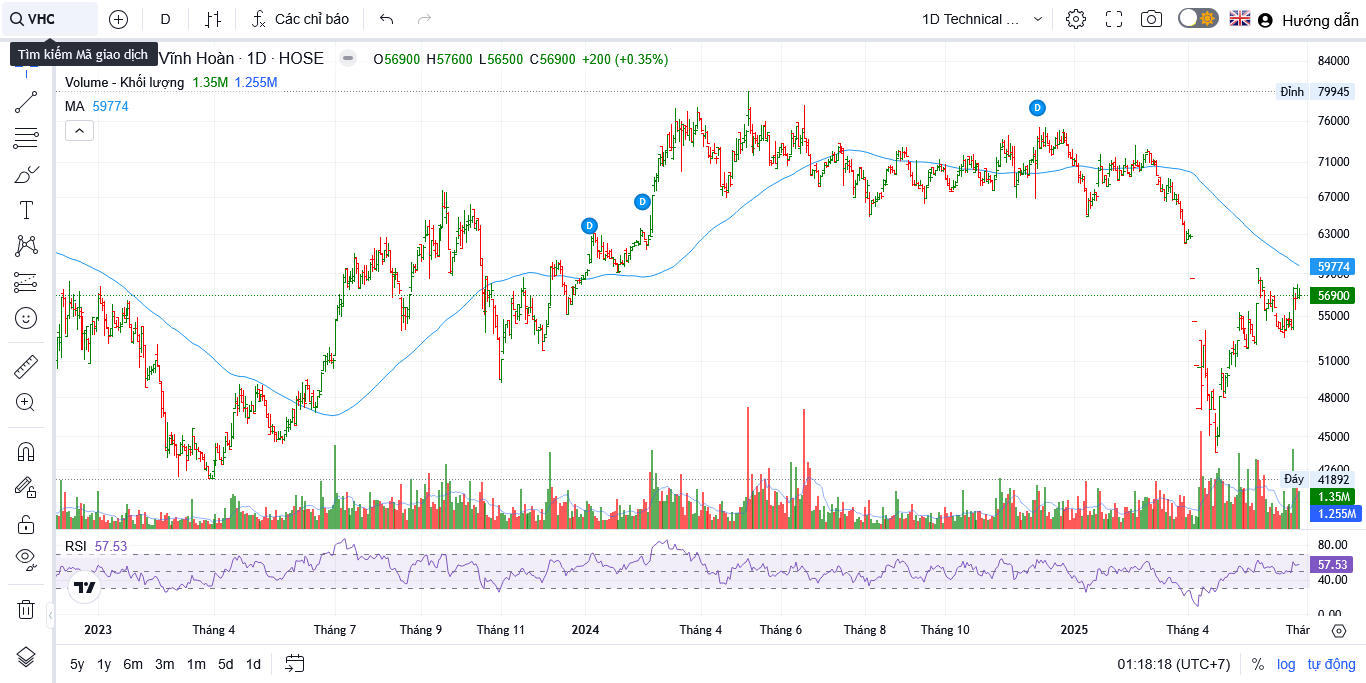 VHC
D
Các chỉ báo
1D Technical ...
Hướng dẫn
Tìm kiếm Mã giao dịch
Vĩnh Hoàn · 1D · HOSE
O56900 H57600 L56500 C56900 +200 (+0.35%)
Volume - Khối lượng 1.35M 1.255M
MA 59774
84000
Đỉnh 79945
76000
71000
67000
63000
59774
59000
56900
55000
51000
48000
45000
42600
Đáy 41892
1.35M
1.255M
D
D
D
T
RSI 57.53
80.00
57.53
40.00
0.00
2023 Tháng 4 Tháng 7 Tháng 9 Tháng 11 2024 Tháng 4 Tháng 6 Tháng 8 Tháng 10 2025 Tháng 4 Thár
5y 1y 6m 3m 1m 5d 1d
01:18:18 (UTC+7) % log tự động